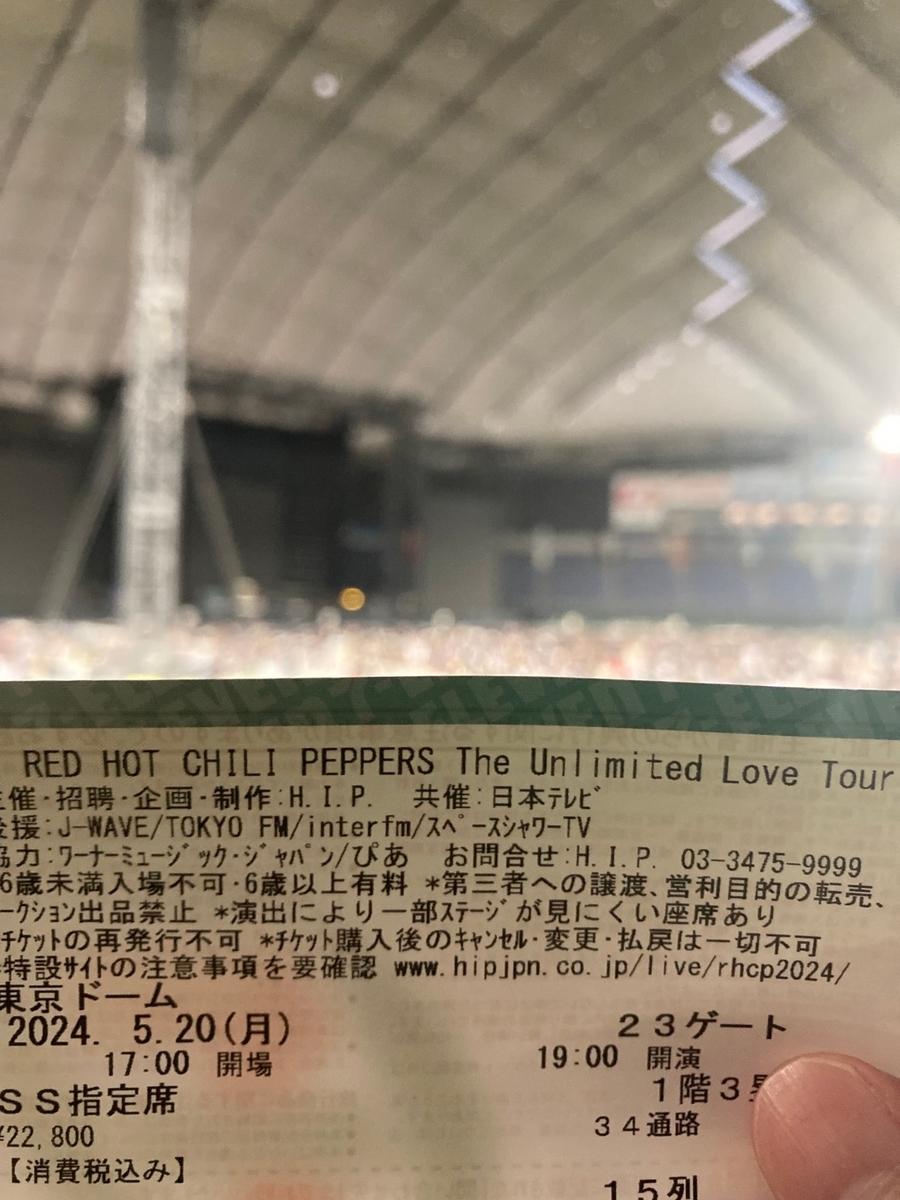 RED HOT CHILI PEPPERS The Unlimited Love Tour
主催・招聘・企画・制作:H.I.P. 共催:日本ﾃﾚﾋﾞ
後援:J-WAVE/TOKYO FM/interfm/ｽﾍﾟｰｽｼｬﾜｰTV
協力:ﾜｰﾅｰﾐｭｰｼﾞｯｸ・ｼﾞｬﾊﾟﾝ/ぴあ お問合せ:H.I.P. 03-3475-9999
6歳未満入場不可・6歳以上有料 *第三者への譲渡、営利目的の転売、
ｰｸｼｮﾝ出品禁止 *演出により一部ｽﾃｰｼﾞが見にくい座席あり
ﾁｹｯﾄの再発行不可 *ﾁｹｯﾄ購入後のｷｬﾝｾﾙ・変更・払戻は一切不可
特設ｻｲﾄの注意事項を要確認 www.hipjpn.co.jp/live/rhcp2024/
東京ドーム
2024. 5.20(月) ２３ゲート
17:00 開場 19:00 開演
ＳＳ指定席 １階３塁
¥22,800 ３４通路
【消費税込み】
１５列